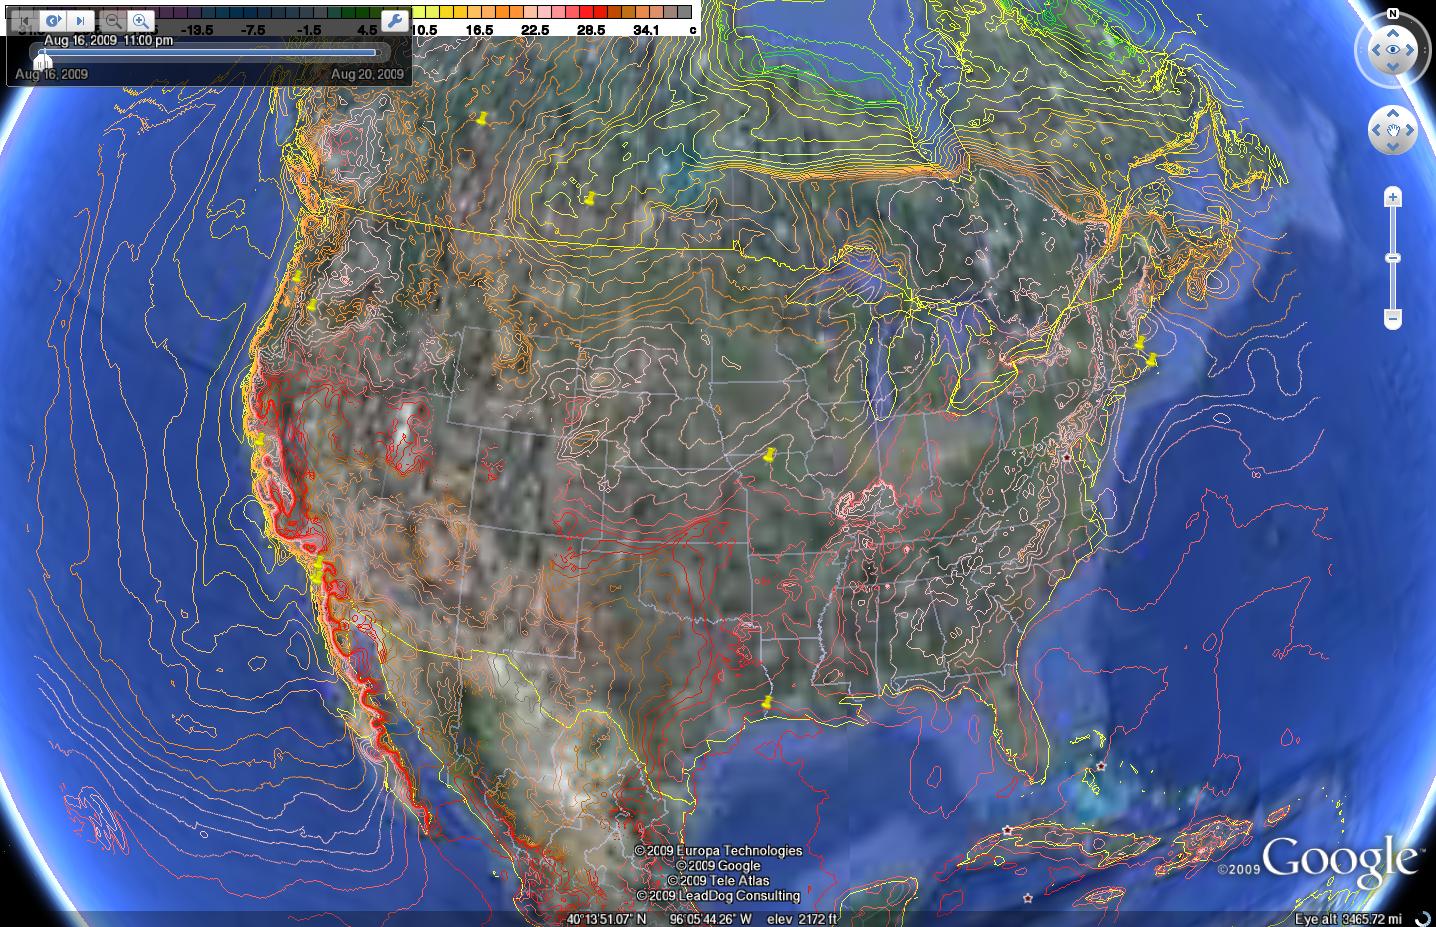 -13.5 -7.5 -1.5 4.5 10.5 16.5 22.5 28.5 34.1 c
Aug 16, 2009 11:00 pm
Aug 16, 2009 Aug 20, 2009
N
© 2009 Europa Technologies
© 2009 Google
© 2009 Tele Atlas
© 2009 LeadDog Consulting
©2009 Google™
40°13'51.07" N 96°05'44.26" W elev 2172 ft Eye alt 3465.72 mi